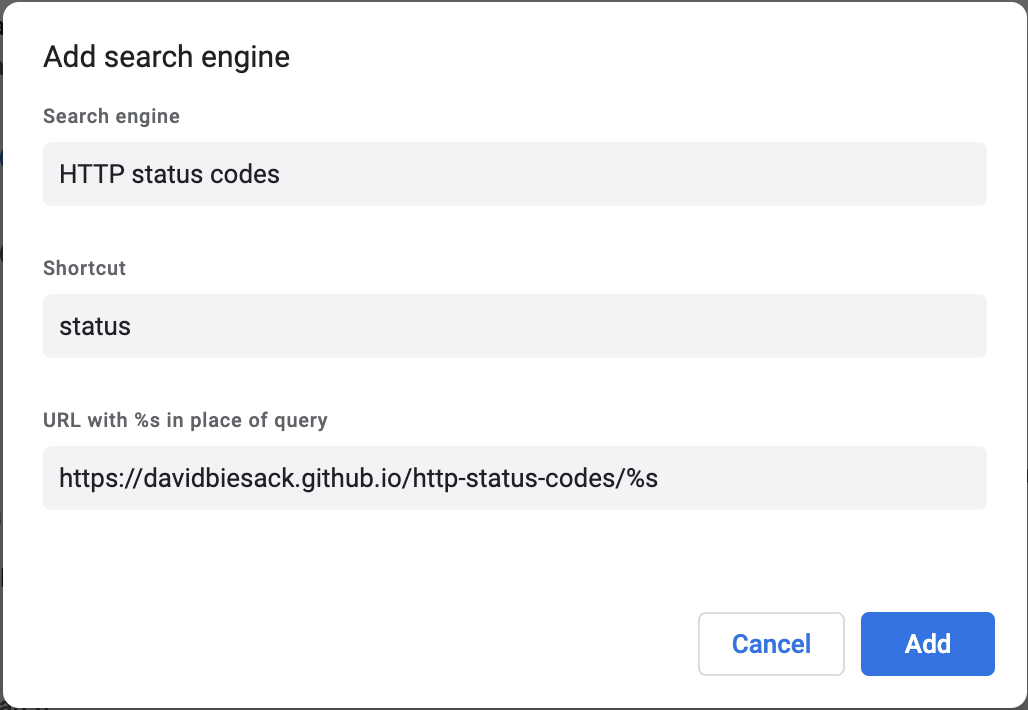 Add search engine
Search engine
HTTP status codes
Shortcut
status
URL with %s in place of query
https://davidbiesack.github.io/http-status-codes/%s
Cancel
Add